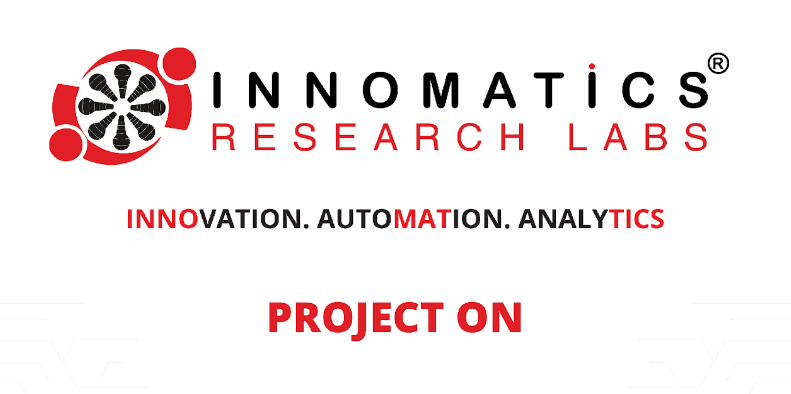 INNOMATICS®
RESEARCH LABS
INNOVATION. AUTOMATION. ANALYTICS
PROJECT ON